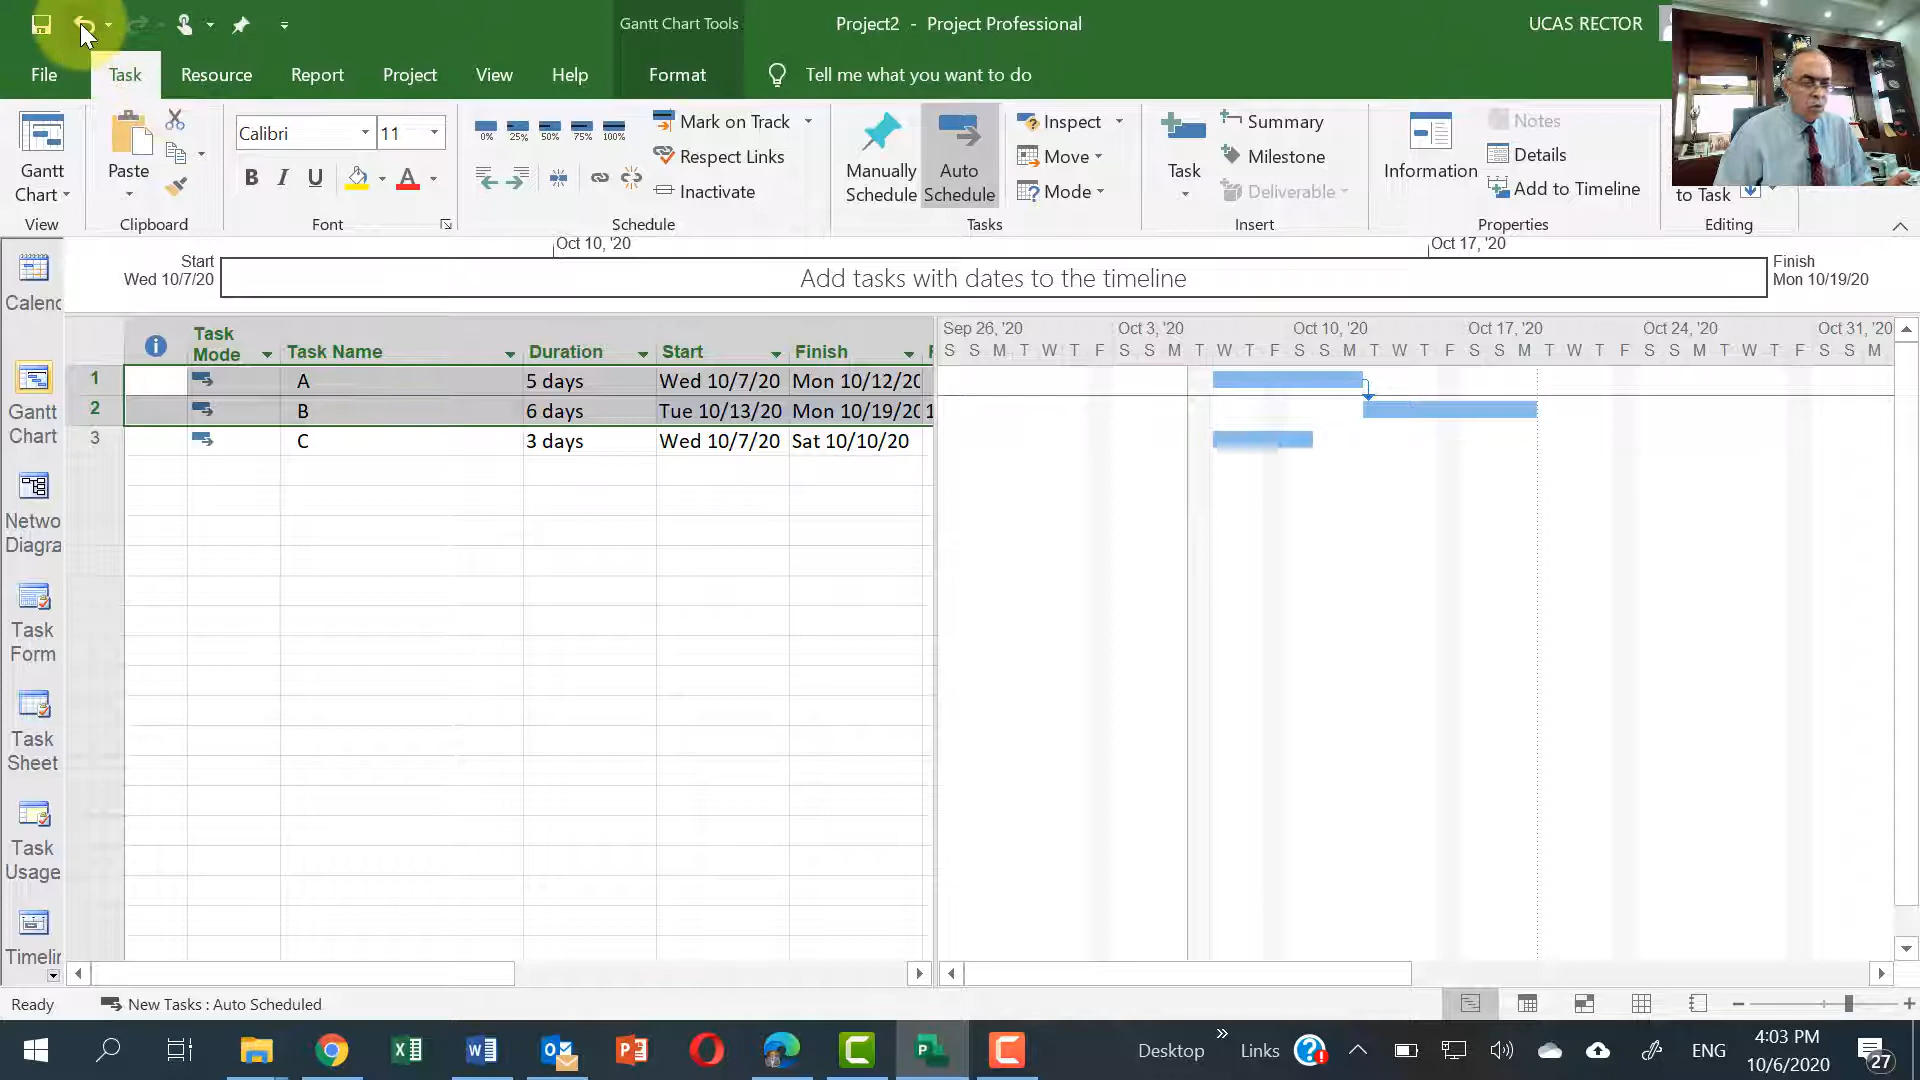 Gantt Chart Tools
Project2 - Project Professional
UCAS RECTOR
File Task Resource Report Project View Help Format Tell me what you want to do
Gantt Chart
Paste
Calibri 11
B I U A
0% 25% 50% 75% 100%
Mark on Track
Respect Links
Inactivate
Manually Schedule
Auto Schedule
Inspect
Move
Mode
Task
Summary
Milestone
Deliverable
Information
Notes
Details
Add to Timeline
to Task
View Clipboard Font Schedule Tasks Insert Properties Editing
Oct 10, '20 Oct 17, '20
Start
Wed 10/7/20
Add tasks with dates to the timeline
Finish
Mon 10/19/20
Calend
Gantt Chart
Netwo
Diagra
Task Form
Task Sheet
Task Usage
Timelin
Task Mode Task Name Duration Start Finish
1 A 5 days Wed 10/7/20 Mon 10/12/20
2 B 6 days Tue 10/13/20 Mon 10/19/20 1
3 C 3 days Wed 10/7/20 Sat 10/10/20
Sep 26, '20 Oct 3, '20 Oct 10, '20 Oct 17, '20 Oct 24, '20 Oct 31, '20
S S M T W T F S S M T W T F S S M T W T F S S M T W T F S S M T W T F S S M
Ready New Tasks : Auto Scheduled
Desktop Links ENG
4:03 PM
10/6/2020
27